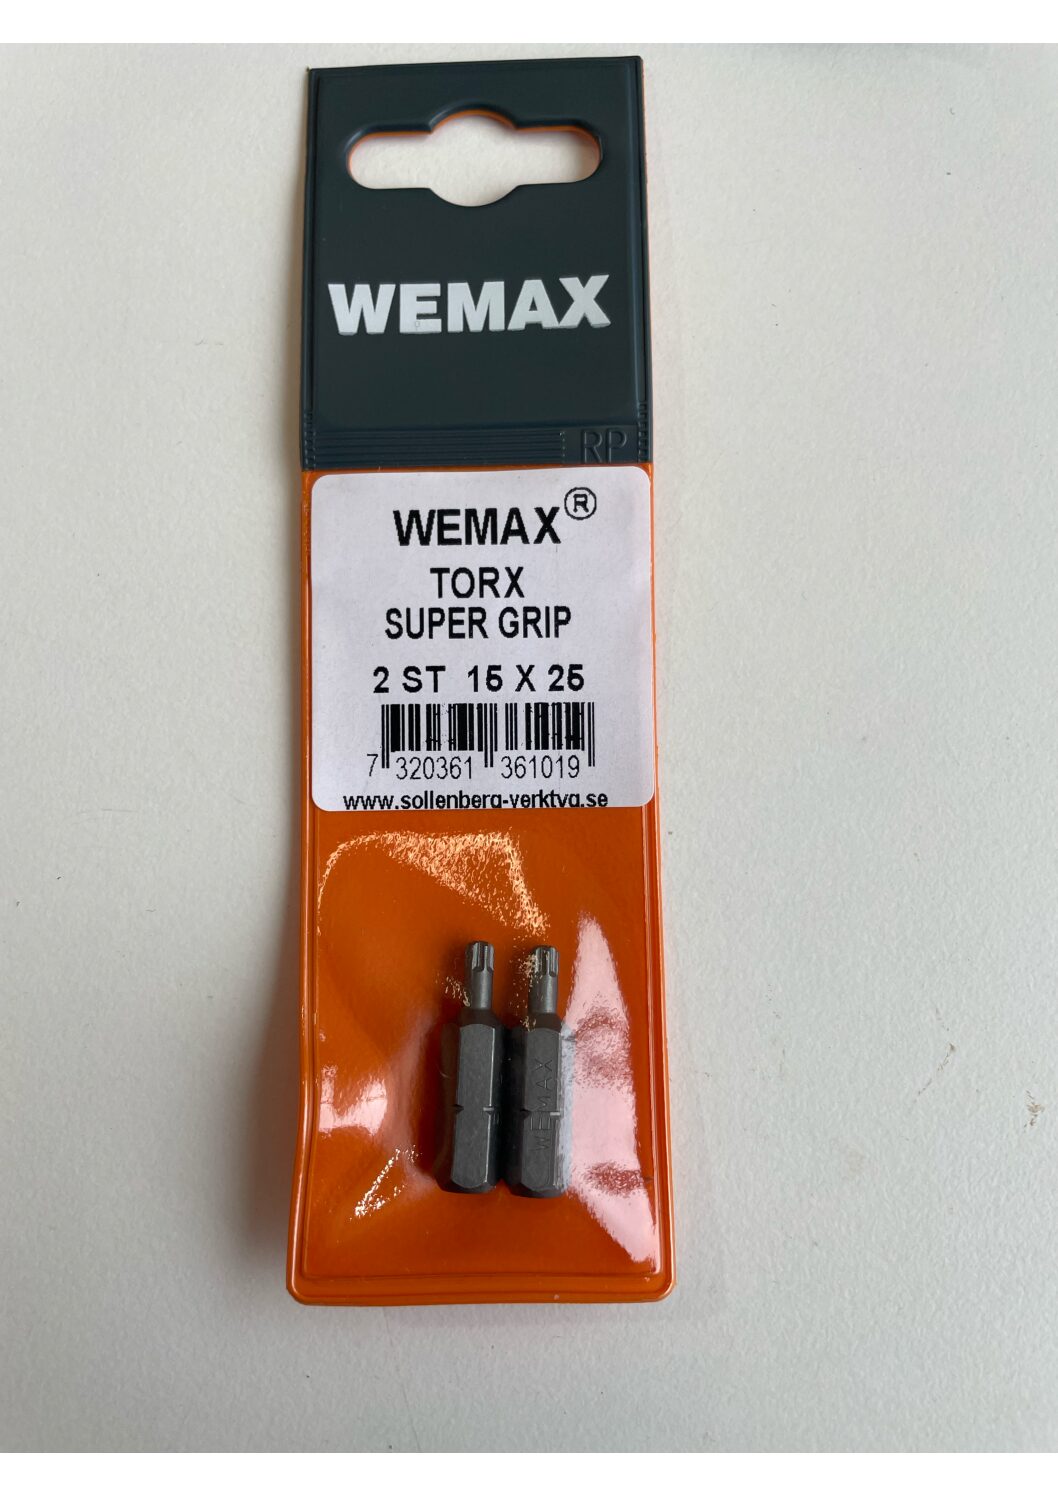 WEMAX
RP
WEMAX®
TORX
SUPER GRIP
2 ST 15 X 25
7 320361 361019
www.sollenberg-verktyg.se
WEMAX